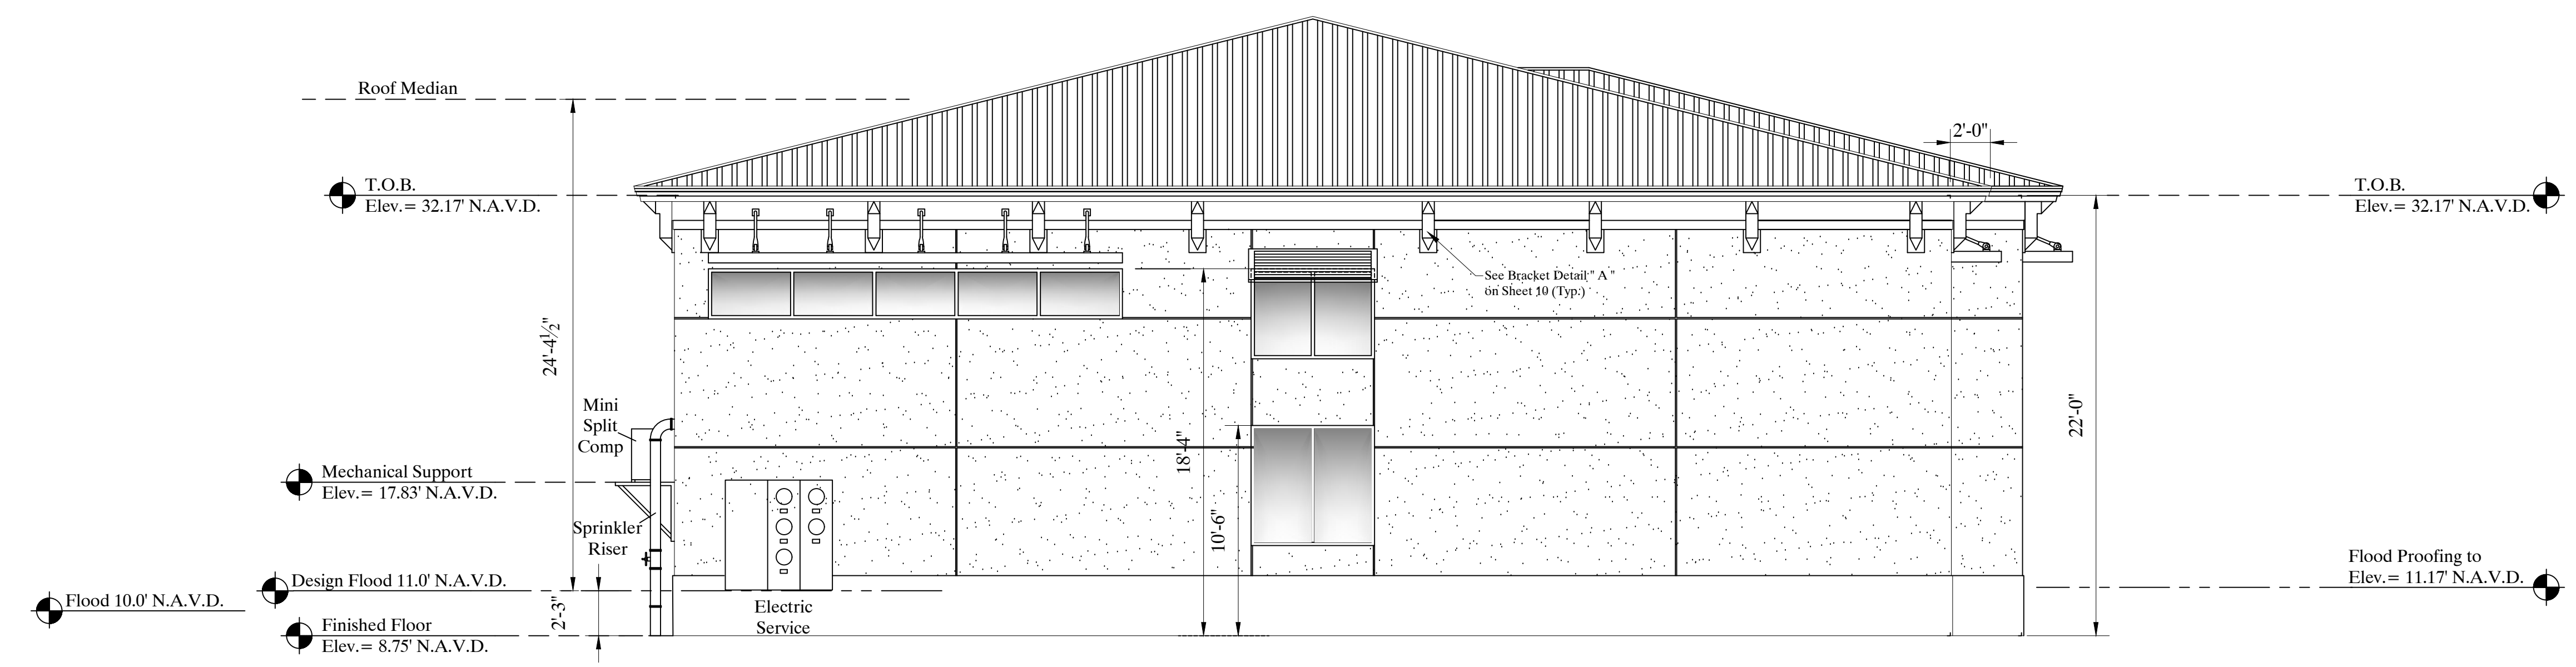 Roof Median
2'-0"
T.O.B.
Elev.= 32.17' N.A.V.D.
T.O.B.
Elev.= 32.17' N.A.V.D.
See Bracket Detail " A "
on Sheet 10 (Typ.)
24'-4½"
Mini
Split
Comp
18'-4"
22'-0"
Mechanical Support
Elev.= 17.83' N.A.V.D.
10'-6"
Sprinkler
Riser
Flood Proofing to
Elev.= 11.17' N.A.V.D.
Design Flood 11.0' N.A.V.D.
Flood 10.0' N.A.V.D.
2'-3"
Electric
Service
Finished Floor
Elev.= 8.75' N.A.V.D.